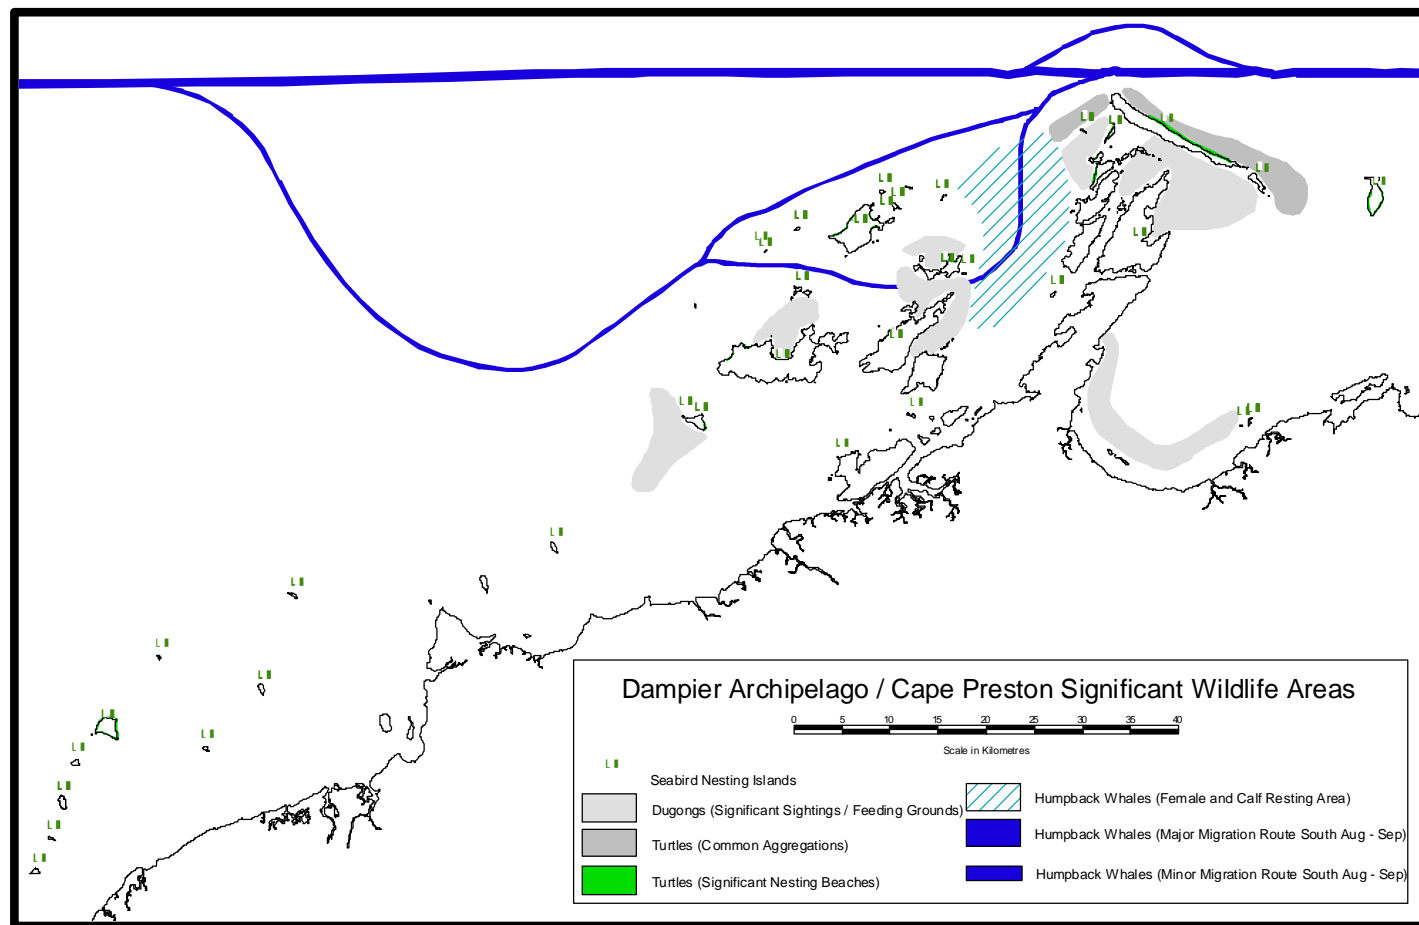 Dampier Archipelago / Cape Preston Significant Wildlife Areas
0 5 10 15 20 25 30 35 40
Scale in Kilometres
Seabird Nesting Islands
Dugongs (Significant Sightings / Feeding Grounds)
Turtles (Common Aggregations)
Turtles (Significant Nesting Beaches)
Humpback Whales (Female and Calf Resting Area)
Humpback Whales (Major Migration Route South Aug - Sep)
Humpback Whales (Minor Migration Route South Aug - Sep)